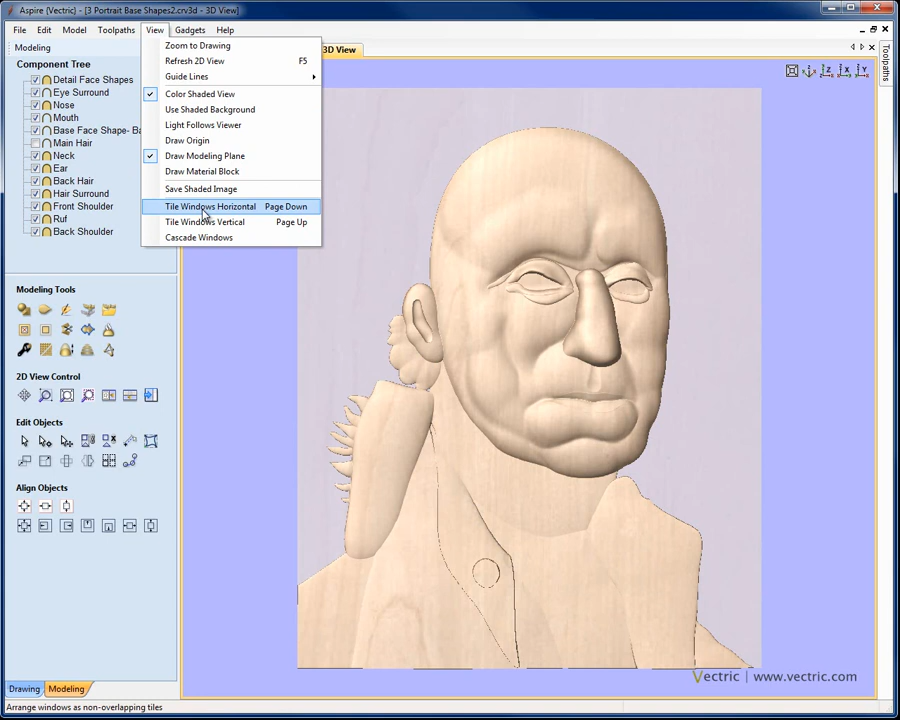 Aspire (Vectric) - [3 Portrait Base Shapes2.crv3d - 3D View]
File Edit Model Toolpaths View Gadgets Help
Modeling
3D View
Component Tree
Detail Face Shapes
Eye Surround
Nose
Mouth
Base Face Shape- Ba
Main Hair
Neck
Ear
Back Hair
Hair Surround
Front Shoulder
Ruf
Back Shoulder
Zoom to Drawing
Refresh 2D View F5
Guide Lines
Color Shaded View
Use Shaded Background
Light Follows Viewer
Draw Origin
Draw Modeling Plane
Draw Material Block
Save Shaded Image
Tile Windows Horizontal Page Down
Tile Windows Vertical Page Up
Cascade Windows
Z X Y
Toolpaths
Modeling Tools
2D View Control
Edit Objects
Align Objects
Drawing Modeling
Vectric | www.vectric.com
Arrange windows as non-overlapping tiles